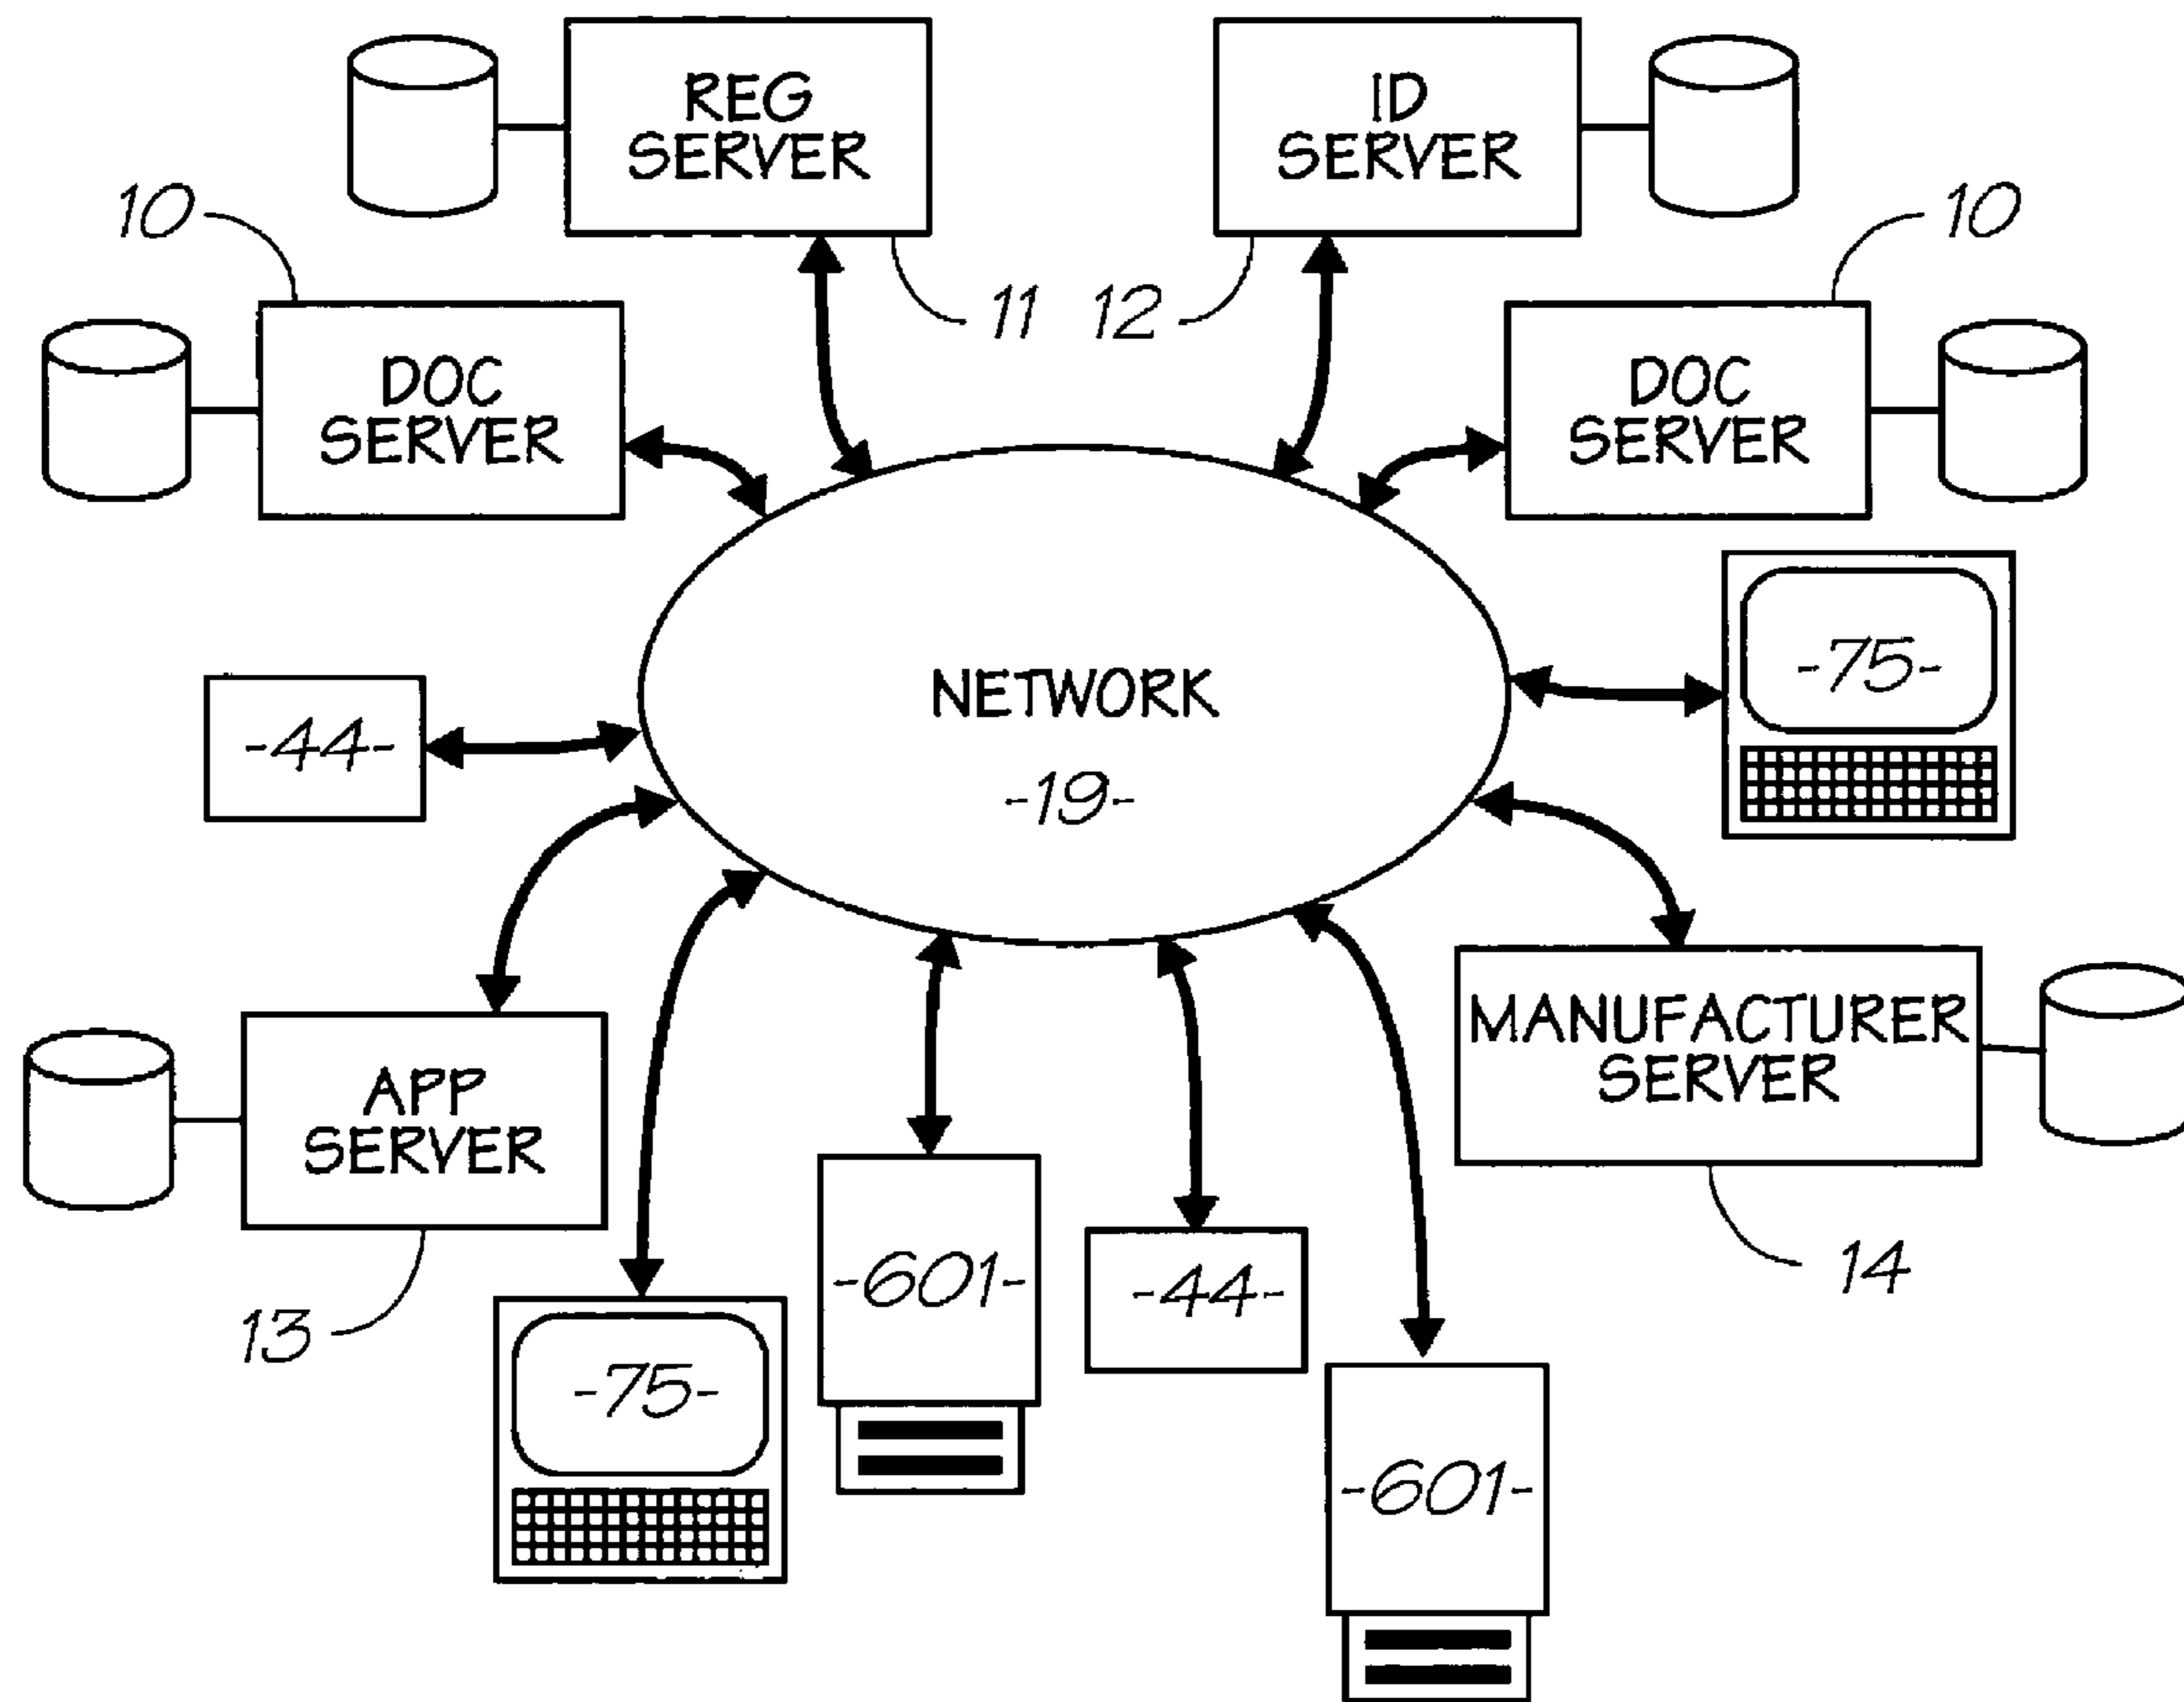 REG
SERVER
ID
SERVER
10
10
11
12
DOC
SERVER
DOC
SERVER
-75-
NETWORK
-19-
-44-
MANUFACTURER
SERVER
APP
SERVER
-601-
-44-
14
13
-75-
-601-